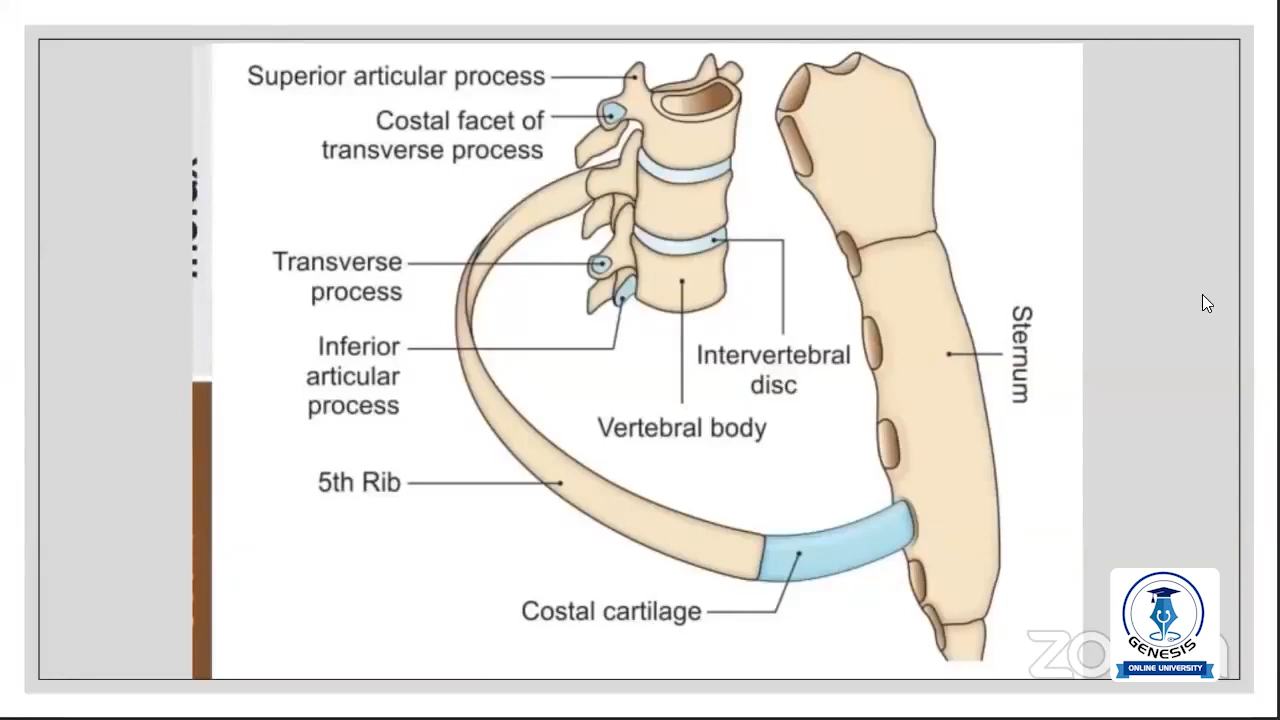 Superior articular process
Costal facet of
transverse process
Transverse
process
Inferior
articular
process
Intervertebral
disc
Vertebral body
Sternum
5th Rib
Costal cartilage
GENESIS
ONLINE UNIVERSITY